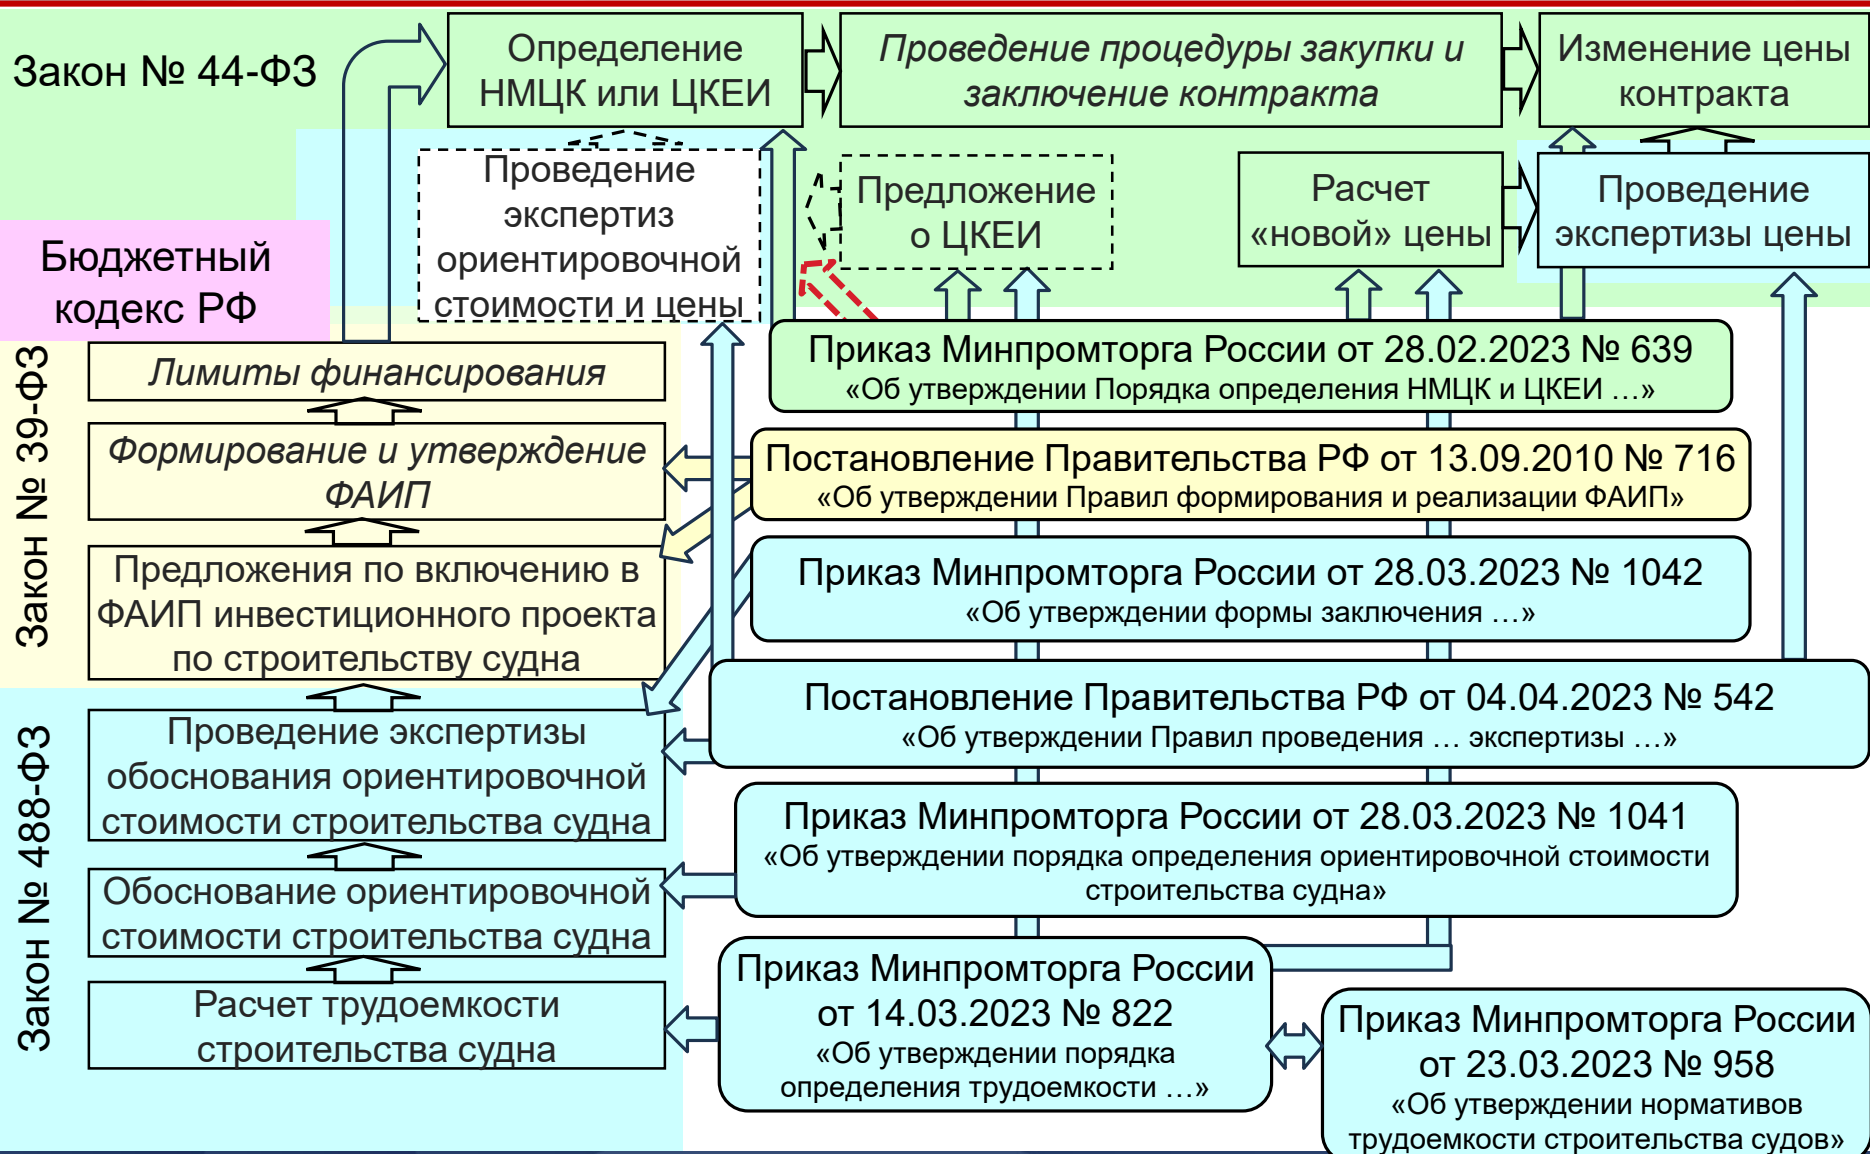 Закон № 44-ФЗ
Определение
НМЦК или ЦКЕИ
Проведение процедуры закупки и
заключение контракта
Изменение цены
контракта
Проведение
экспертиз
ориентировочной
стоимости и цены
Предложение
о ЦКЕИ
Расчет
«новой» цены
Проведение
экспертизы цены
Бюджетный
кодекс РФ
Закон № 39-ФЗ
Лимиты финансирования
Формирование и утверждение
ФАИП
Предложения по включению в
ФАИП инвестиционного проекта
по строительству судна
Закон № 488-ФЗ
Проведение экспертизы
обоснования ориентировочной
стоимости строительства судна
Обоснование ориентировочной
стоимости строительства судна
Расчет трудоемкости
строительства судна
Приказ Минпромторга России от 28.02.2023 № 639
«Об утверждении Порядка определения НМЦК и ЦКЕИ …»
Постановление Правительства РФ от 13.09.2010 № 716
«Об утверждении Правил формирования и реализации ФАИП»
Приказ Минпромторга России от 28.03.2023 № 1042
«Об утверждении формы заключения …»
Постановление Правительства РФ от 04.04.2023 № 542
«Об утверждении Правил проведения … экспертизы …»
Приказ Минпромторга России от 28.03.2023 № 1041
«Об утверждении порядка определения ориентировочной стоимости
строительства судна»
Приказ Минпромторга России
от 14.03.2023 № 822
«Об утверждении порядка
определения трудоемкости …»
Приказ Минпромторга России
от 23.03.2023 № 958
«Об утверждении нормативов
трудоемкости строительства судов»